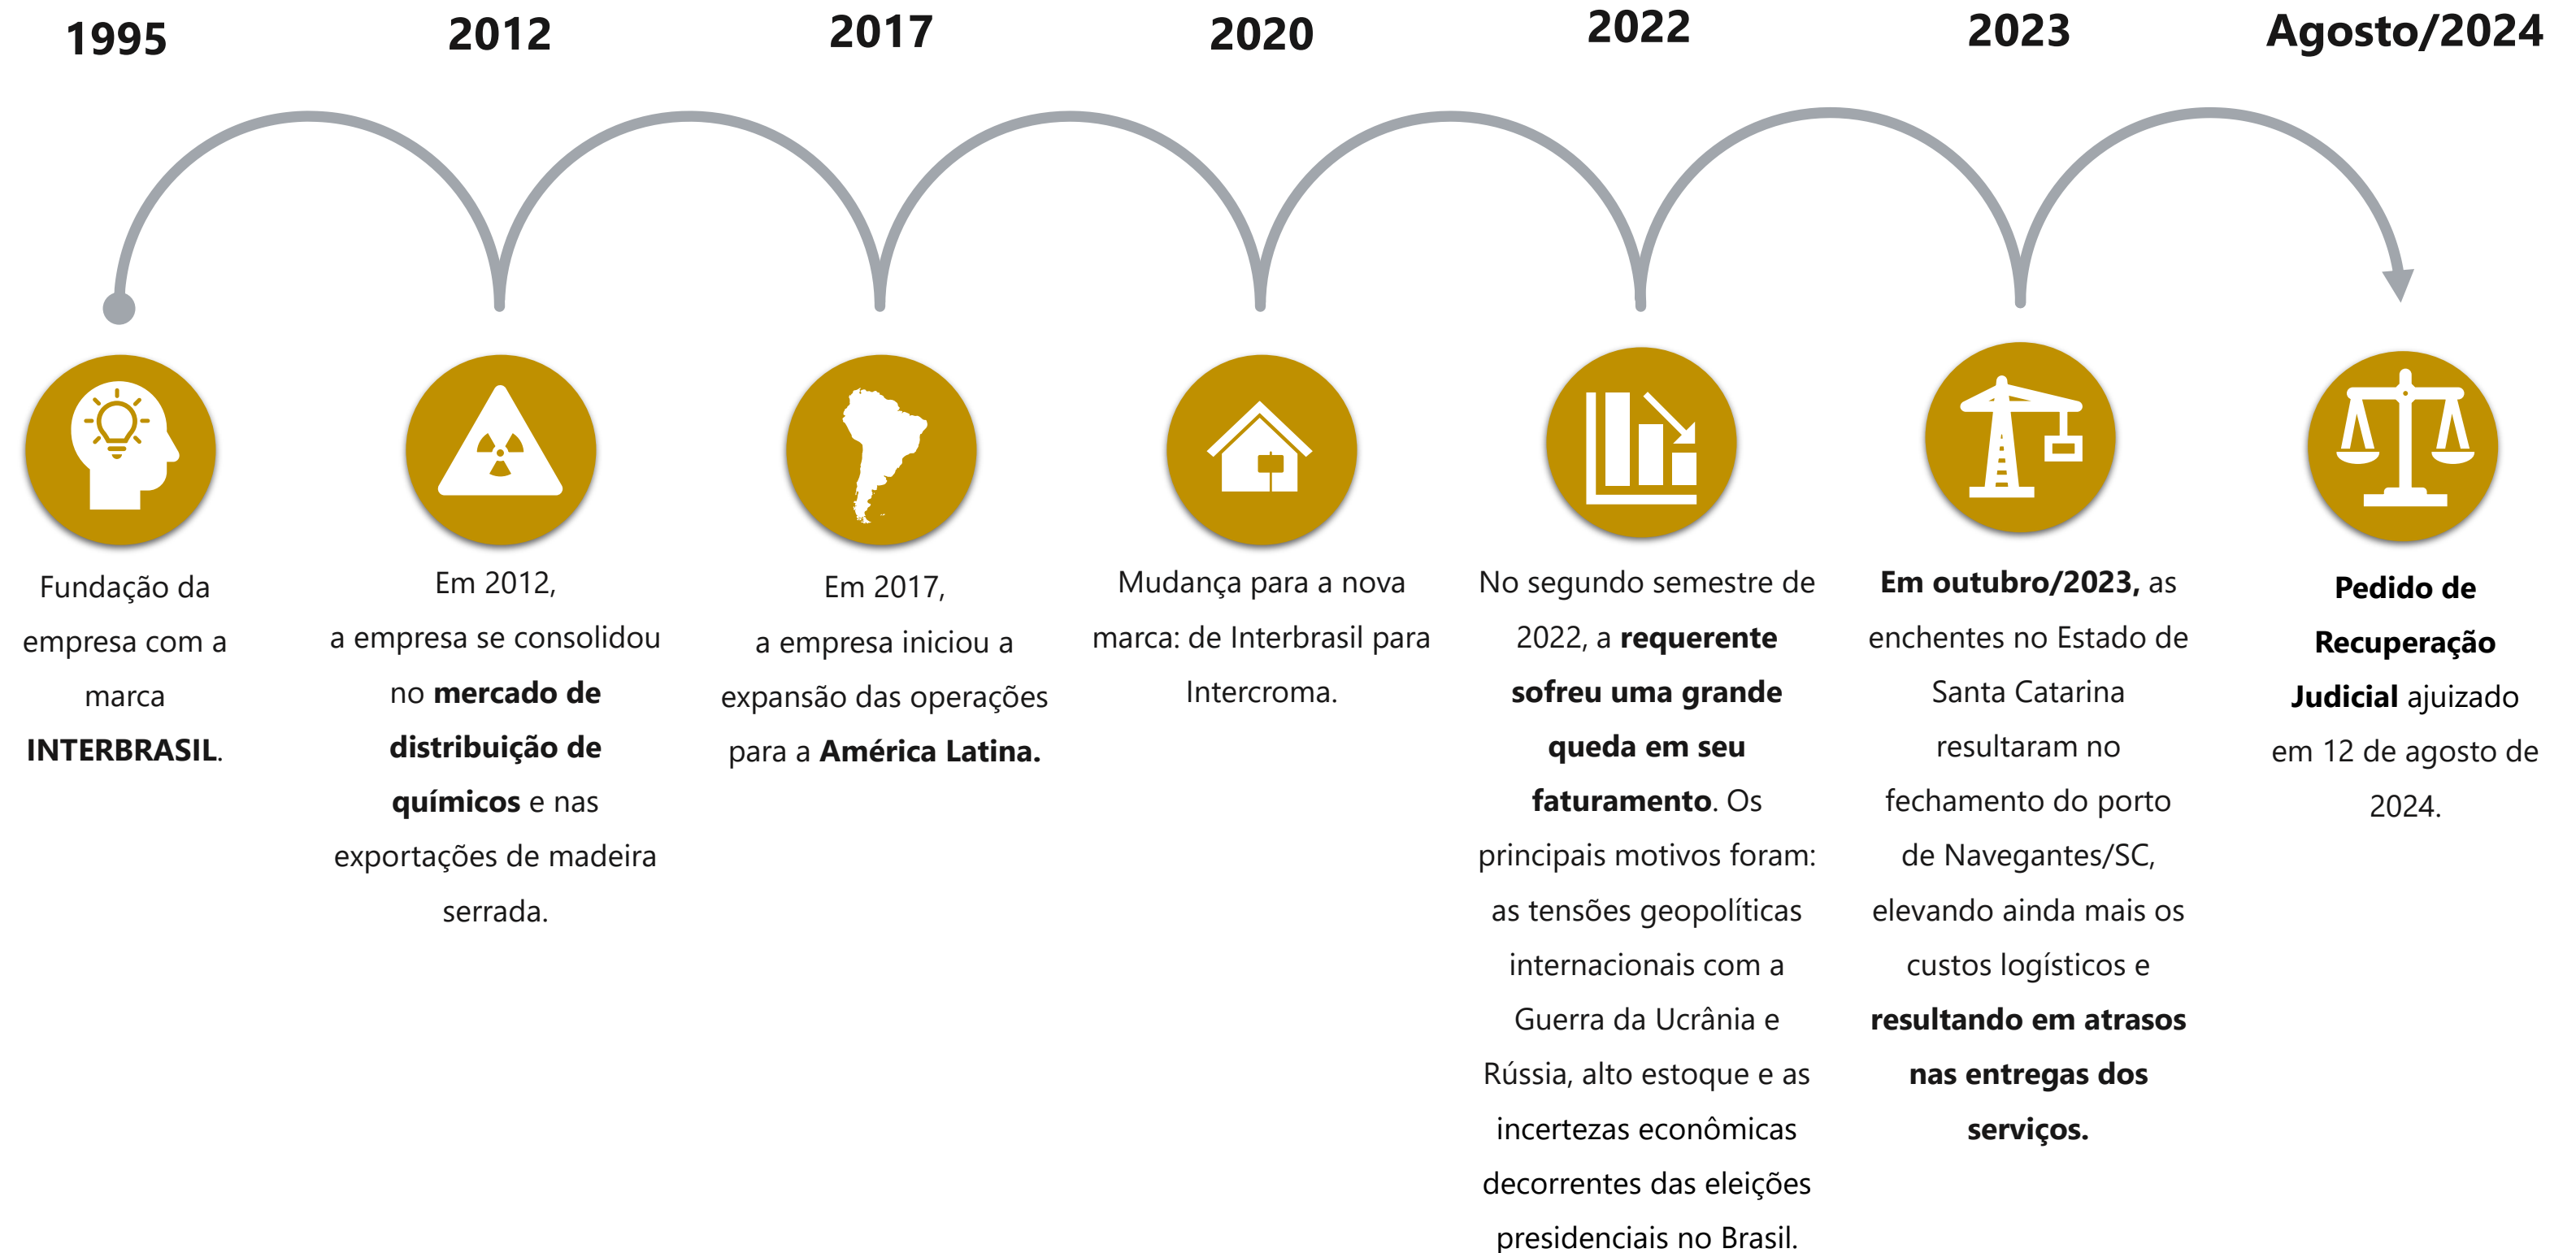 1995
Fundação da
empresa com a
marca
INTERBRASIL.
2012
Em 2012,
a empresa se consolidou
no mercado de
distribuição de
químicos e nas
exportações de madeira
serrada.
2017
Em 2017,
a empresa iniciou a
expansão das operações
para a América Latina.
2020
Mudança para a nova
marca: de Interbrasil para
Intercroma.
2022
No segundo semestre de
2022, a requerente
sofreu uma grande
queda em seu
faturamento. Os
principais motivos foram:
as tensões geopolíticas
internacionais com a
Guerra da Ucrânia e
Rússia, alto estoque e as
incertezas econômicas
decorrentes das eleições
presidenciais no Brasil.
2023
Em outubro/2023, as
enchentes no Estado de
Santa Catarina
resultaram no
fechamento do porto
de Navegantes/SC,
elevando ainda mais os
custos logísticos e
resultando em atrasos
nas entregas dos
serviços.
Agosto/2024
Pedido de
Recuperação
Judicial ajuizado
em 12 de agosto de
2024.